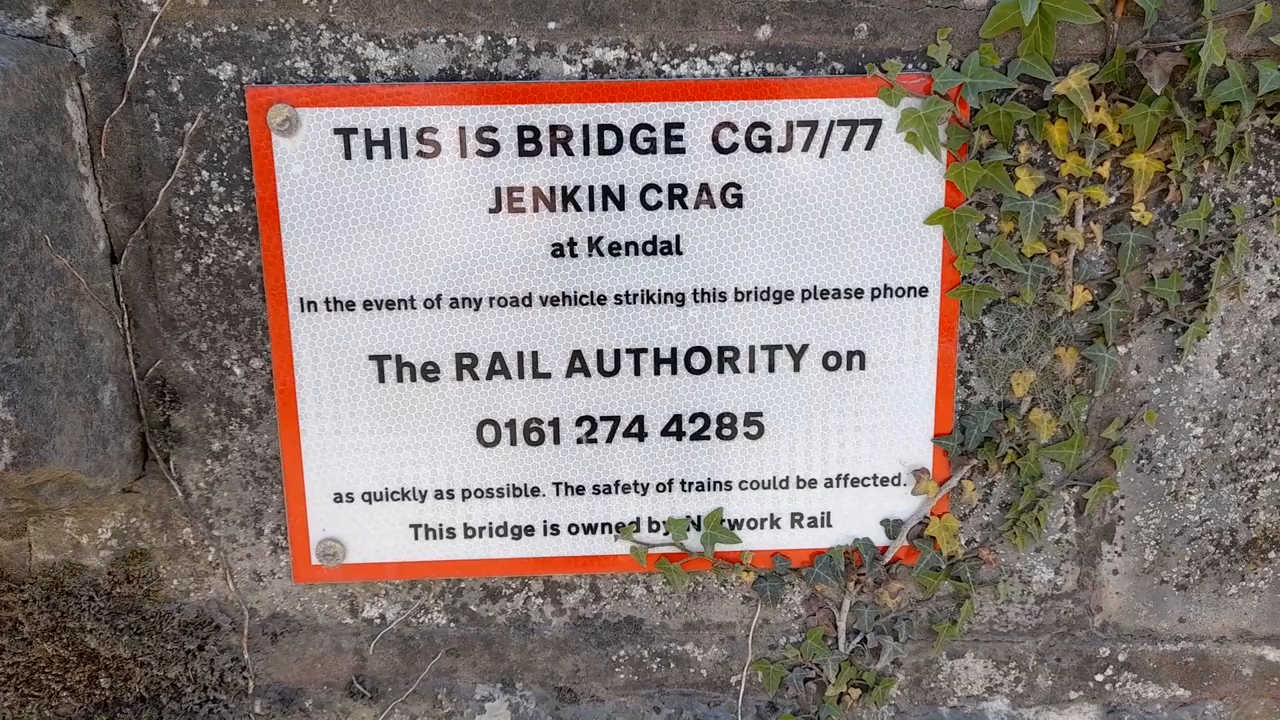 THIS IS BRIDGE CGJ7/77
JENKIN CRAG
at Kendal
In the event of any road vehicle striking this bridge please phone
The RAIL AUTHORITY on
0161 274 4285
as quickly as possible. The safety of trains could be affected.
This bridge is owned by Network Rail